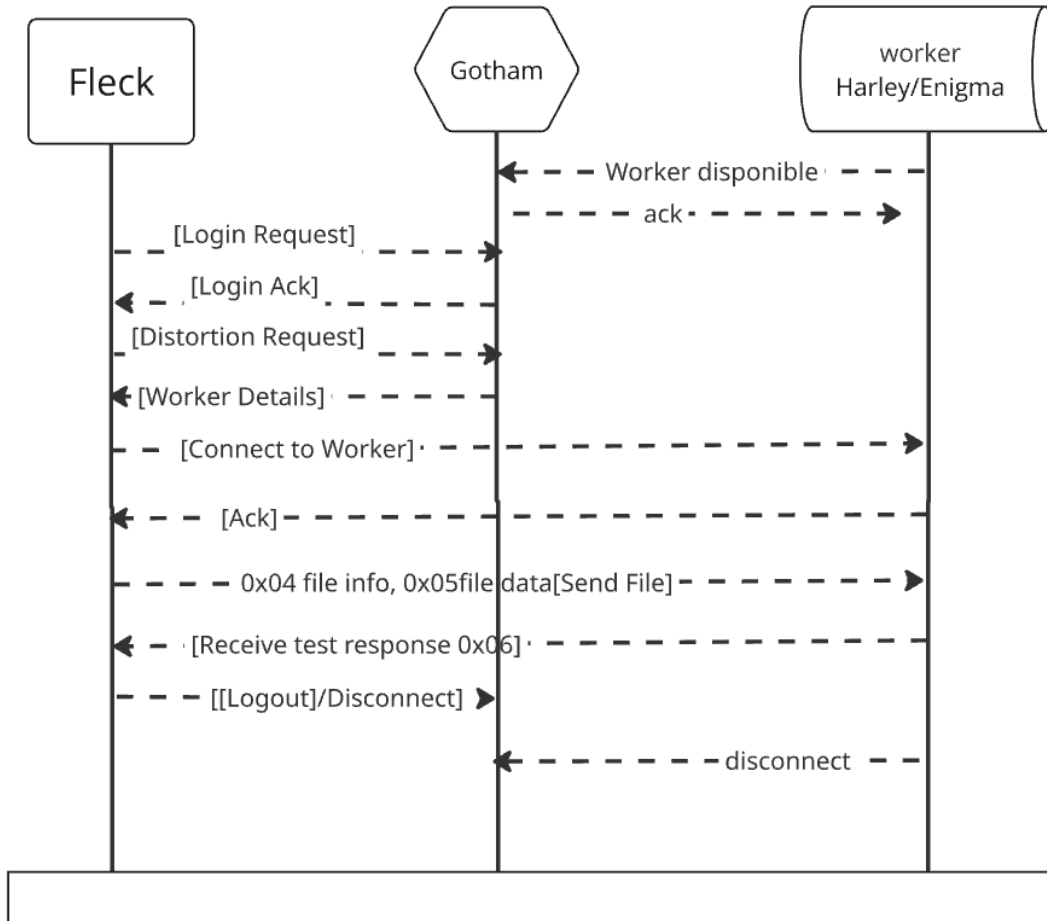 Fleck
Gotham
worker
Harley/Enigma
Worker disponible
ack
[Login Request]
[Login Ack]
[Distortion Request]
[Worker Details]
[Connect to Worker]
[Ack]
0x04 file info, 0x05file data[Send File]
[Receive test response 0x06]
[[Logout]/Disconnect]
disconnect